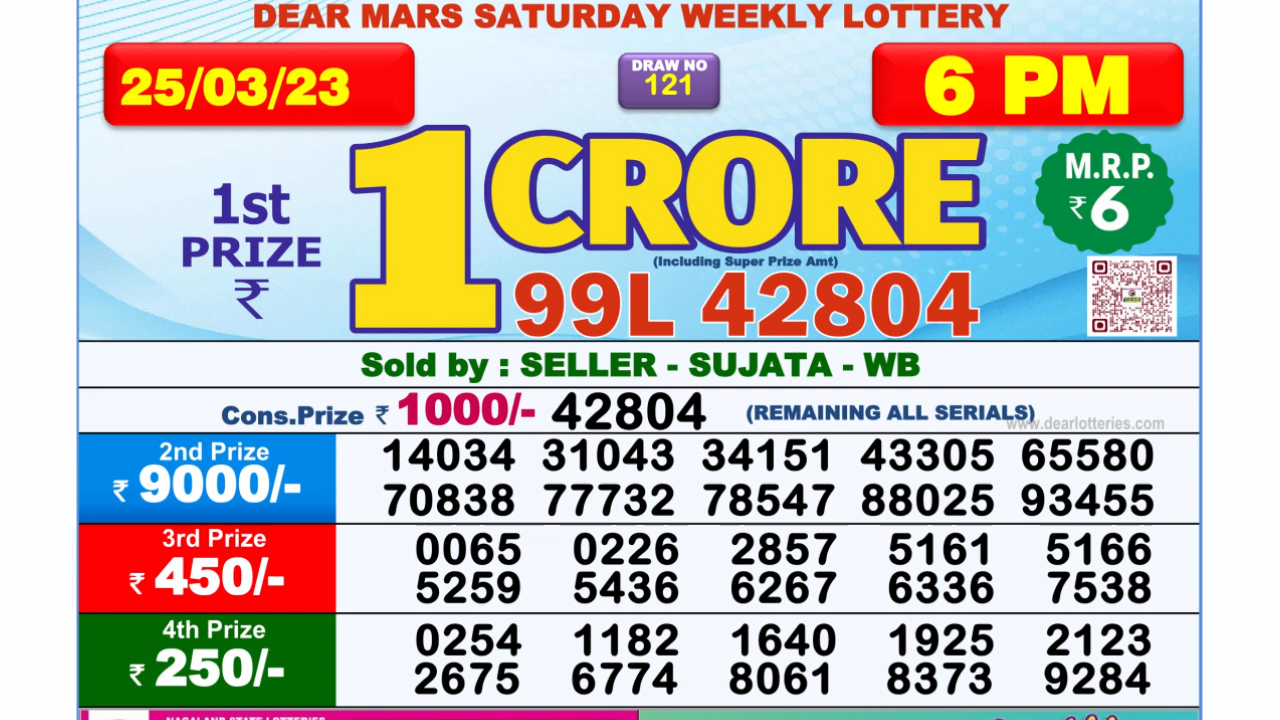 DEAR MARS SATURDAY WEEKLY LOTTERY
25/03/23
DRAW NO
121
6 PM
1st
PRIZE
₹
1 CRORE
(Including Super Prize Amt)
M.R.P.
₹ 6
99L 42804
Sold by : SELLER - SUJATA - WB
Cons.Prize ₹ 1000/- 42804 (REMAINING ALL SERIALS)
www.dearlotteries.com
2nd Prize
₹ 9000/-
14034 31043 34151 43305 65580
70838 77732 78547 88025 93455
3rd Prize
₹ 450/-
0065 0226 2857 5161 5166
5259 5436 6267 6336 7538
4th Prize
₹ 250/-
0254 1182 1640 1925 2123
2675 6774 8061 8373 9284
NAGALAND STATE LOTTERIES